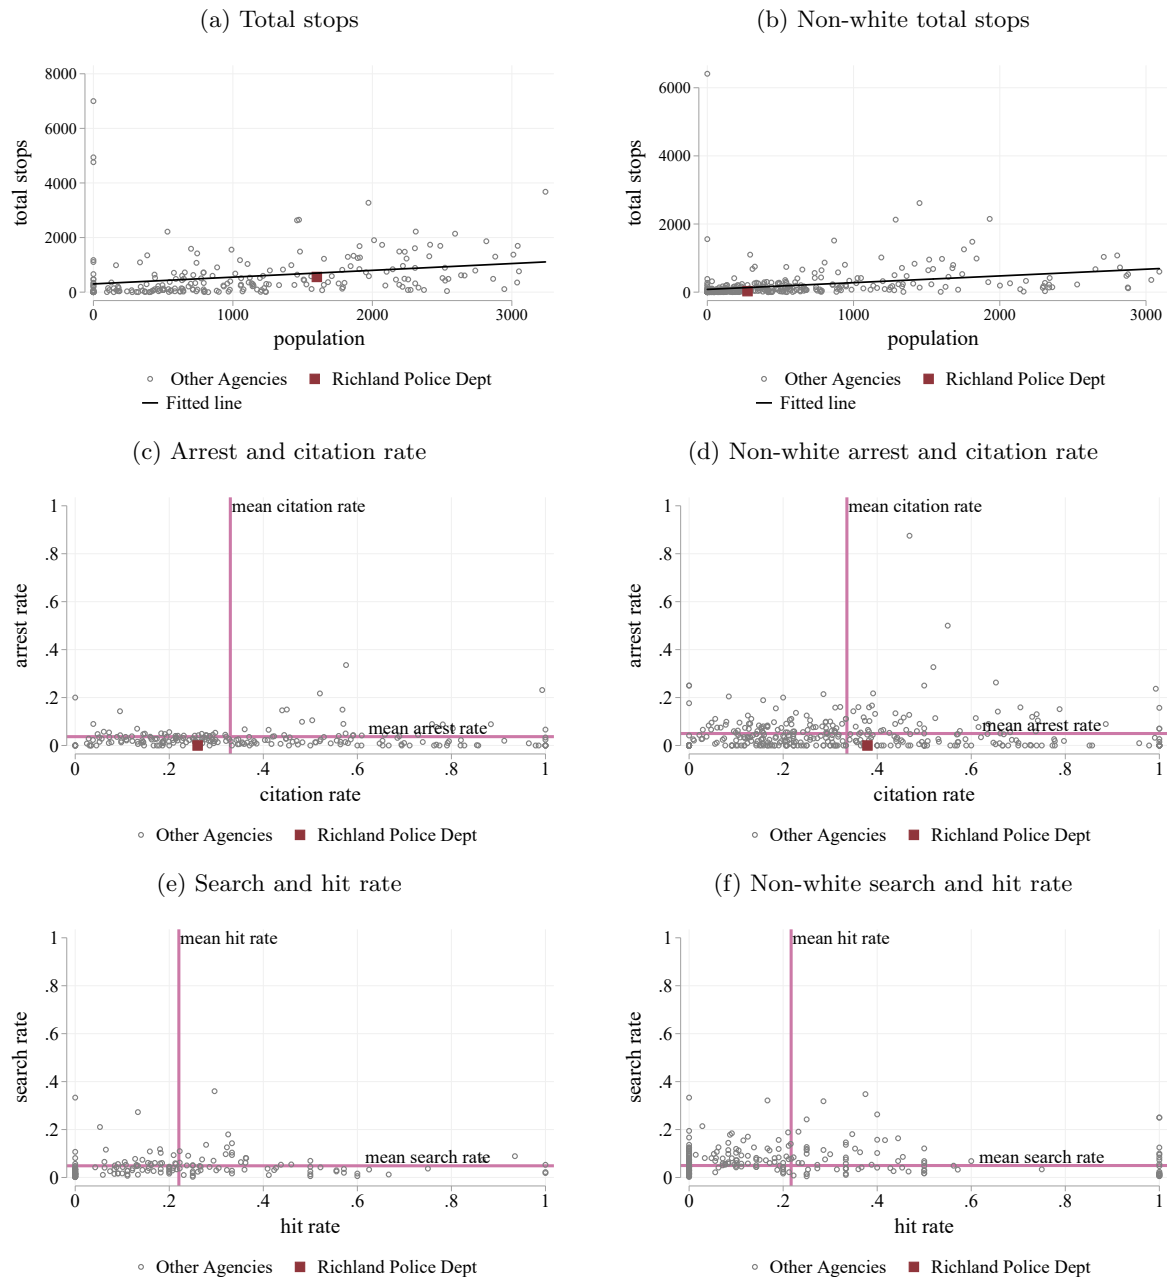 (a) Total stops
8000
6000
4000
2000
0
total stops
0 1000 2000 3000
population
Other Agencies Richland Police Dept
Fitted line
(b) Non-white total stops
6000
4000
2000
0
total stops
0 1000 2000 3000
population
Other Agencies Richland Police Dept
Fitted line
(c) Arrest and citation rate
1
.8
.6
.4
.2
0
arrest rate
mean citation rate
mean arrest rate
0 .2 .4 .6 .8 1
citation rate
Other Agencies Richland Police Dept
(d) Non-white arrest and citation rate
1
.8
.6
.4
.2
0
arrest rate
mean citation rate
mean arrest rate
0 .2 .4 .6 .8 1
citation rate
Other Agencies Richland Police Dept
(e) Search and hit rate
1
.8
.6
.4
.2
0
search rate
mean hit rate
mean search rate
0 .2 .4 .6 .8 1
hit rate
Other Agencies Richland Police Dept
(f) Non-white search and hit rate
1
.8
.6
.4
.2
0
search rate
mean hit rate
mean search rate
0 .2 .4 .6 .8 1
hit rate
Other Agencies Richland Police Dept